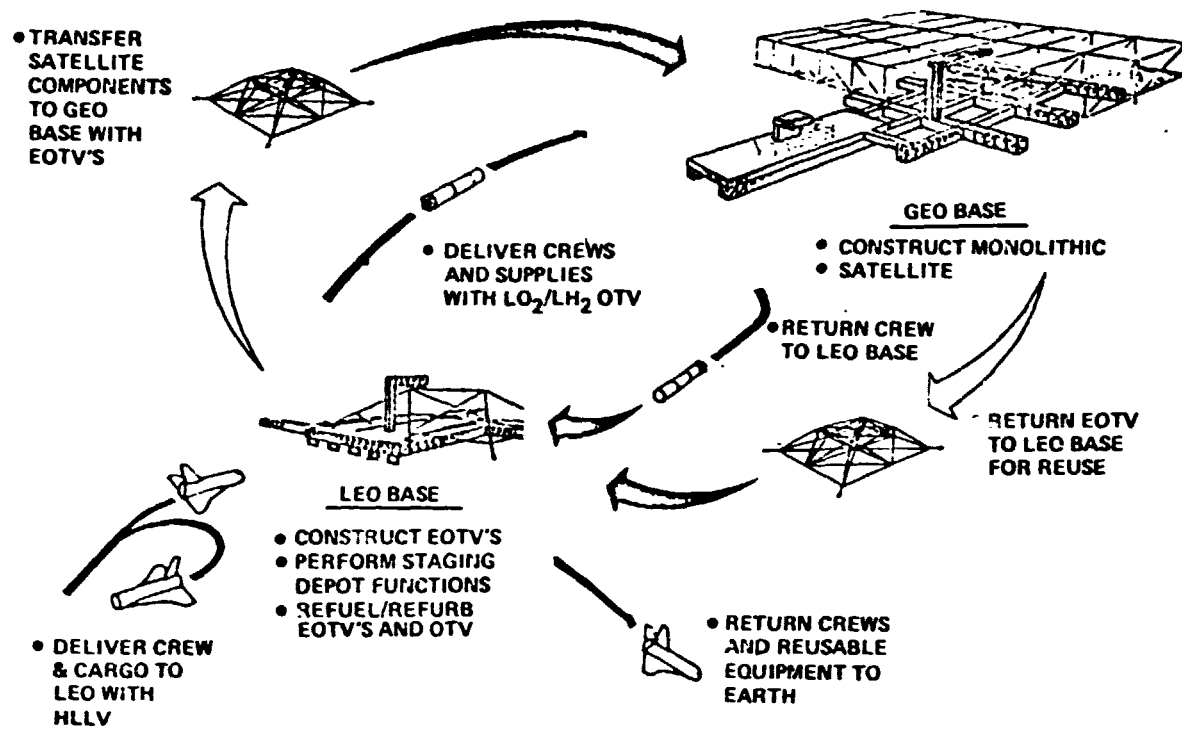 • TRANSFER
SATELLITE
COMPONENTS
TO GEO
BASE WITH
EOTV'S
GEO BASE
• CONSTRUCT MONOLITHIC
• SATELLITE
• DELIVER CREWS
AND SUPPLIES
WITH LO₂/LH₂ OTV
• RETURN CREW
TO LEO BASE
RETURN EOTV
TO LEO BASE
FOR REUSE
LEO BASE
• CONSTRUCT EOTV'S
• PERFORM STAGING
DEPOT FUNCTIONS
• REFUEL/REFURB
EOTV'S AND OTV
• DELIVER CREW
& CARGO TO
LEO WITH
HLLV
• RETURN CREWS
AND REUSABLE
EQUIPMENT TO
EARTH